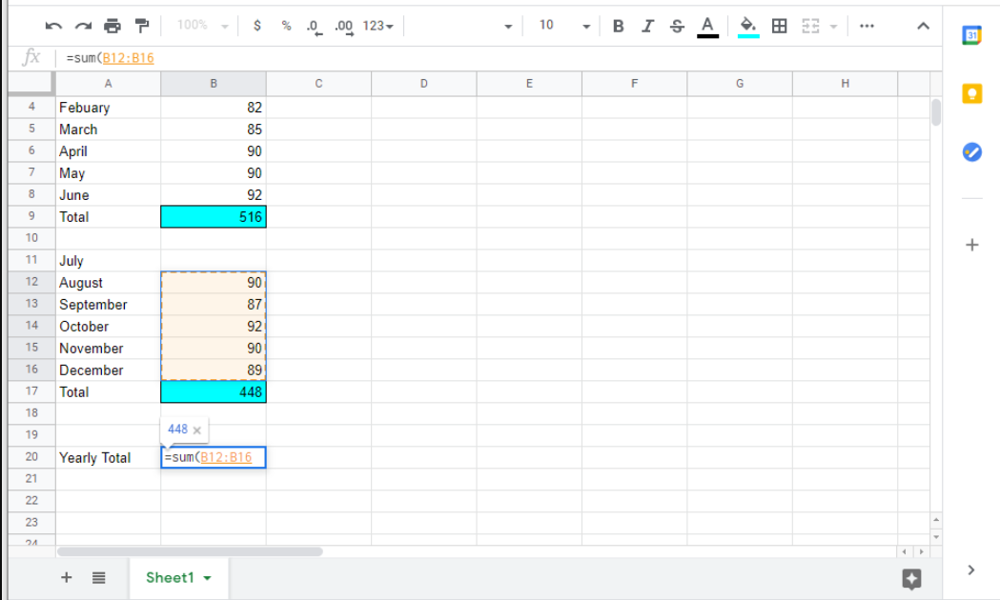 100% $ % .0 .00 123 10 B I S A
31
fx =sum(B12:B16
A B C D E F G H
4 Febuary 82
5 March 85
6 April 90
7 May 90
8 June 92
9 Total 516
10
11 July
12 August 90
13 September 87
14 October 92
15 November 90
16 December 89
17 Total 448
18
448 ×
19
20 Yearly Total =sum(B12:B16
21
22
23
24
+ Sheet1